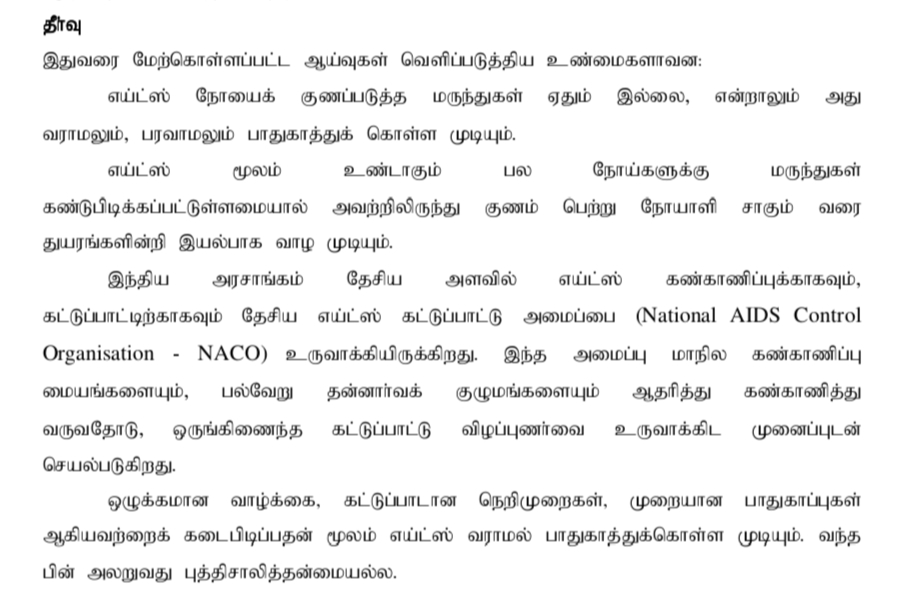 தீர்வு
இதுவரை மேற்கொள்ளப்பட்ட ஆய்வுகள் வெளிப்படுத்திய உண்மைகளாவன:
எய்ட்ஸ் நோயைக் குணப்படுத்த மருந்துகள் ஏதும் இல்லை, என்றாலும் அது
வராமலும், பரவாமலும் பாதுகாத்துக் கொள்ள முடியும்.
எய்ட்ஸ் மூலம் உண்டாகும் பல நோய்களுக்கு மருந்துகள்
கண்டுபிடிக்கப்பட்டுள்ளமையால் அவற்றிலிருந்து குணம் பெற்று நோயாளி சாகும் வரை
துயரங்களின்றி இயல்பாக வாழ முடியும்.
இந்திய அரசாங்கம் தேசிய அளவில் எய்ட்ஸ் கண்காணிப்புக்காகவும்,
கட்டுப்பாட்டிற்காகவும் தேசிய எய்ட்ஸ் கட்டுப்பாட்டு அமைப்பை (National AIDS Control
Organisation - NACO) உருவாக்கியிருக்கிறது. இந்த அமைப்பு மாநில கண்காணிப்பு
மையங்களையும், பல்வேறு தன்னார்வக் குழுமங்களையும் ஆதரித்து கண்காணித்து
வருவதோடு, ஒருங்கிணைந்த கட்டுப்பாட்டு விழப்புணர்வை உருவாக்கிட முனைப்புடன்
செயல்படுகிறது.
ஒழுக்கமான வாழ்க்கை, கட்டுப்பாடான நெறிமுறைகள், முறையான பாதுகாப்புகள்
ஆகியவற்றைக் கடைபிடிப்பதன் மூலம் எய்ட்ஸ் வராமல் பாதுகாத்துக்கொள்ள முடியும். வந்த
பின் அலறுவது புத்திசாலித்தன்மையல்ல.